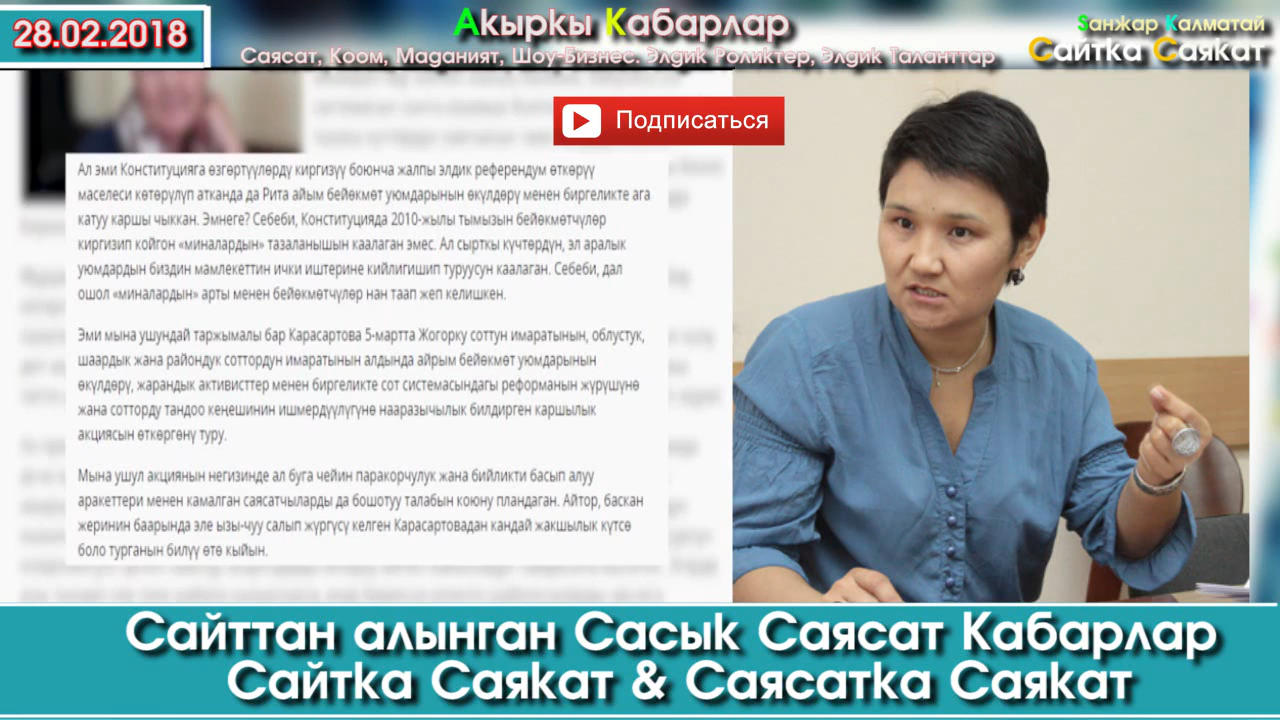 28.02.2018
Акыркы Кабарлар
Саясат, Коом, Маданият, Шоу-Бизнес. Элдик Роликтер, Элдик Таланттар
Санжар Калматай
Сайтка Саякат
Подписаться
Ал эми Конституцияга өзгөртүүлөрдү киргизүү боюнча жалпы элдик референдум өткөрүү
маселеси көтөрүлүп атканда да Рита айым бейөкмөт уюмдарынын өкүлдөрү менен биргеликте ага
катуу каршы чыккан. Эмнеге? Себеби, Конституцияда 2010-жылы тымызын бейөкмөтчүлөр
киргизип койгон «миналардын» тазаланышын каалаган эмес. Ал сырткы күчтөрдүн, эл аралык
уюмдардын биздин мамлекеттин ички иштерине кийлигишип туруусун каалаган. Себеби, дал
ошол «миналардын» арты менен бейөкмөтчүлөр нан таап жеп келишкен.
Эми мына ушундай таржымалы бар Карасартова 5-мартта Жогорку соттун имаратынын, облустук,
шаардык жана райондук соттордун имаратынын алдында айрым бейөкмөт уюмдарынын
өкүлдөрү, жарандык активисттер менен биргеликте сот системасындагы реформанын жүрүшүнө
жана сотторду тандоо кеңешинин ишмердүүлүгүнө нааразычылык билдирген каршылык
акциясын өткөргөнү туру.
Мына ушул акциянын негизинде ал буга чейин паракорчулук жана бийликти басып алуу
аракеттери менен камалган саясатчыларды да бошотуу талабын коюну пландаган. Айтор, баскан
жеринин баарында эле ызы-чуу салып жүргүсү келген Карасартовадан кандай жакшылык күтсө
боло турганын билүү өтө кыйын.
Сайттан алынган Сасык Саясат Кабарлар
Сайтка Саякат & Саясатка Саякат